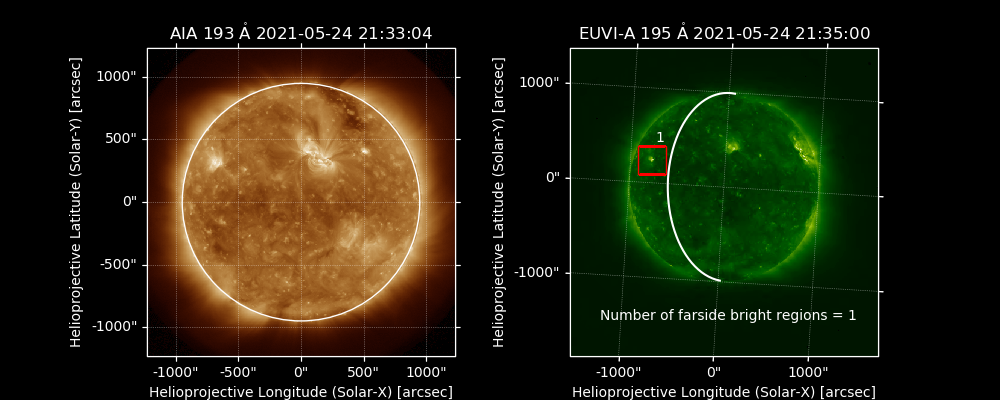 AIA 193 Å 2021-05-24 21:33:04
Helioprojective Latitude (Solar-Y) [arcsec]
1000"
500"
0"
-500"
-1000"
-1000" -500" 0" 500" 1000"
Helioprojective Longitude (Solar-X) [arcsec]
EUVI-A 195 Å 2021-05-24 21:35:00
Helioprojective Latitude (Solar-Y) [arcsec]
1000"
0"
-1000"
1
Number of farside bright regions = 1
-1000" 0" 1000"
Helioprojective Longitude (Solar-X) [arcsec]